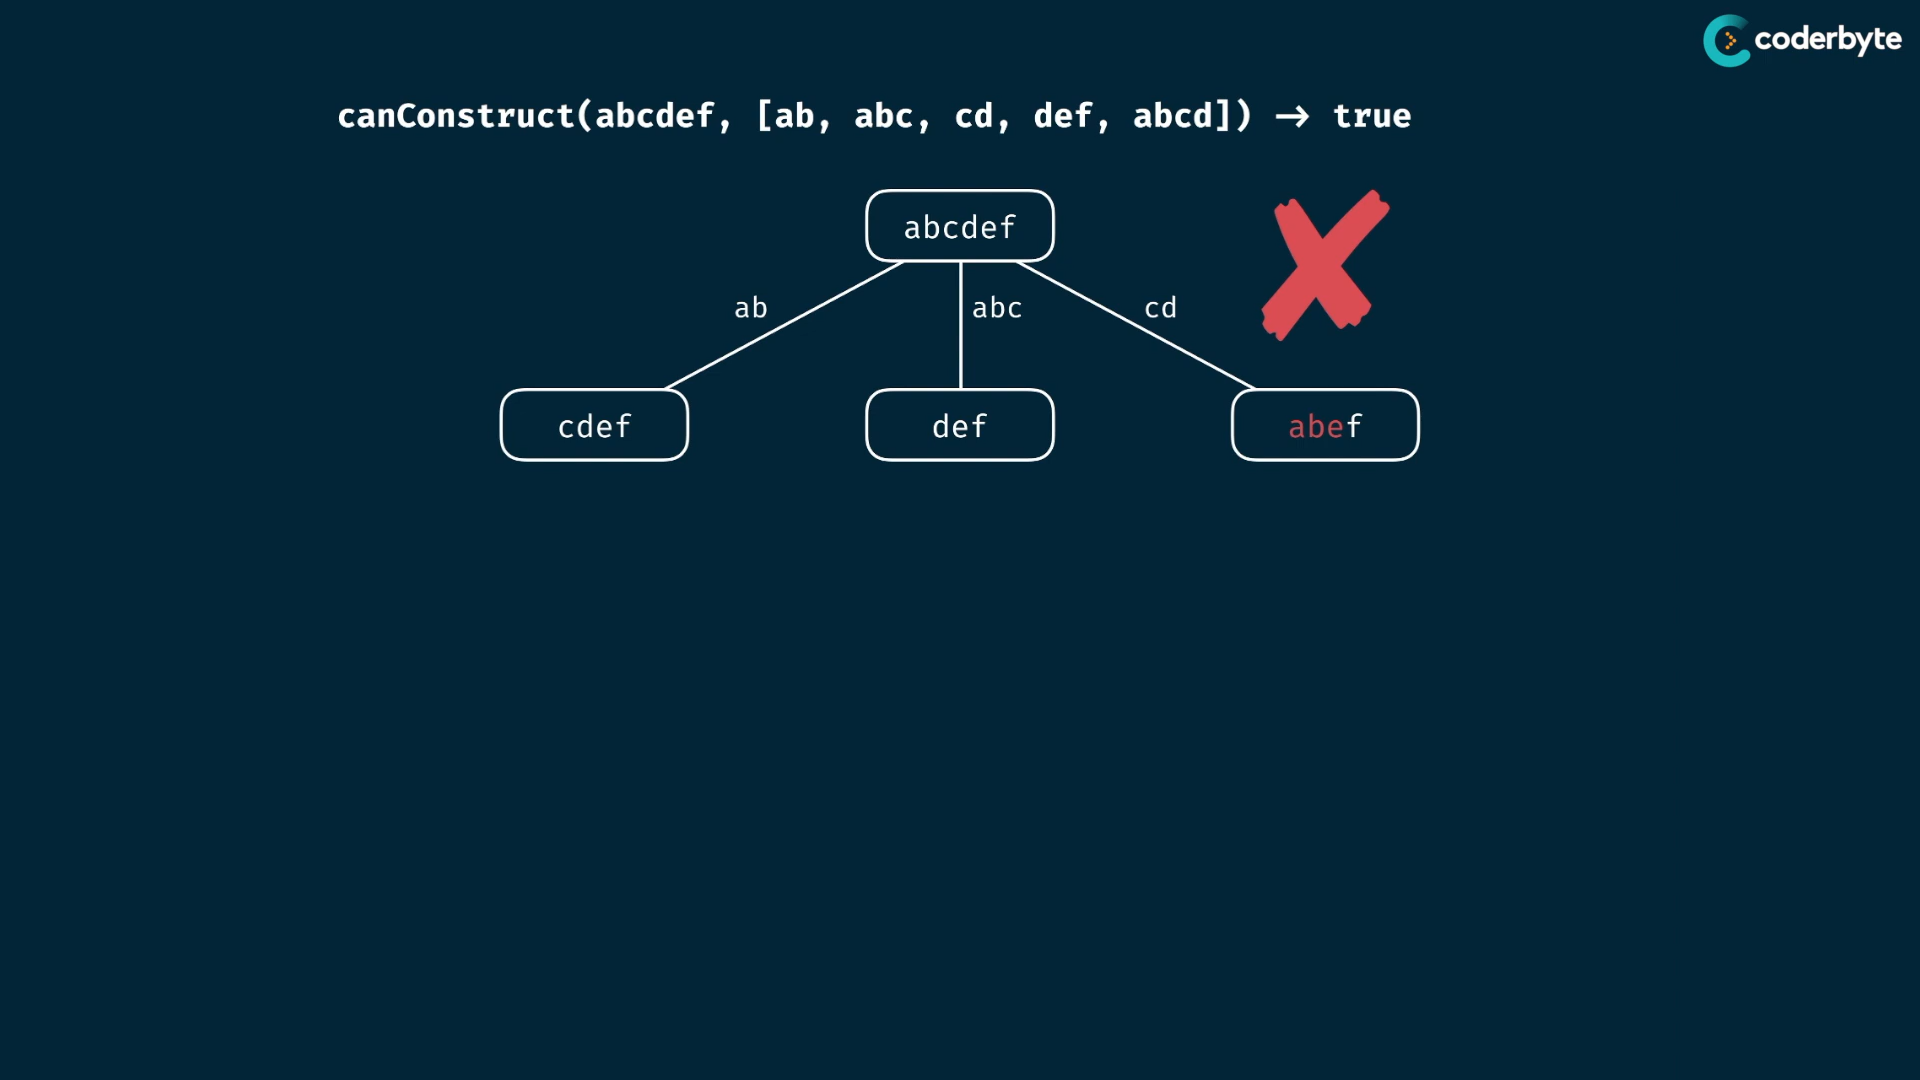 coderbyte
canConstruct(abcdef, [ab, abc, cd, def, abcd]) → true
abcdef
ab abc cd
cdef def abef